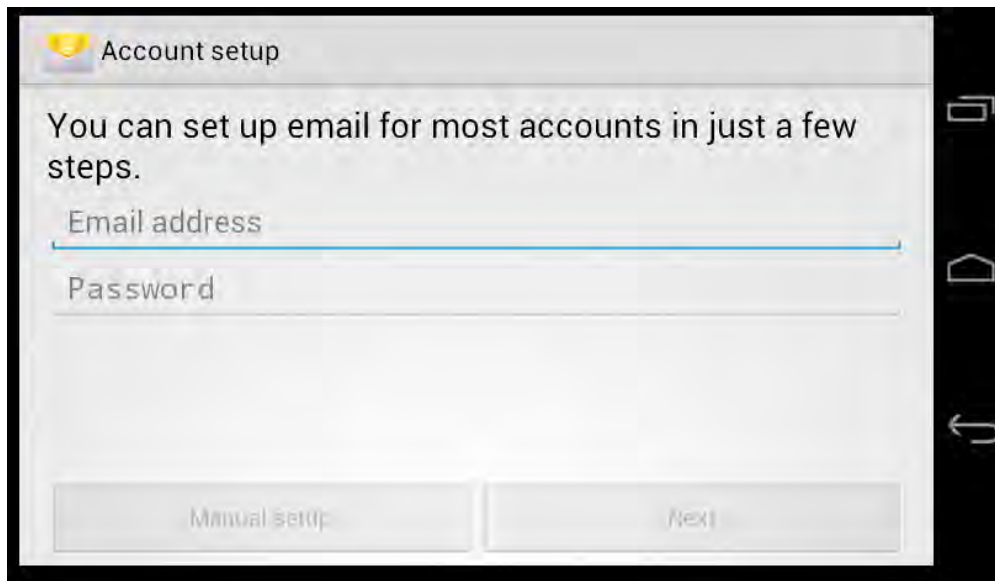 Account setup
You can set up email for most accounts in just a few
steps.
Email address
Password
Manual setup
Next